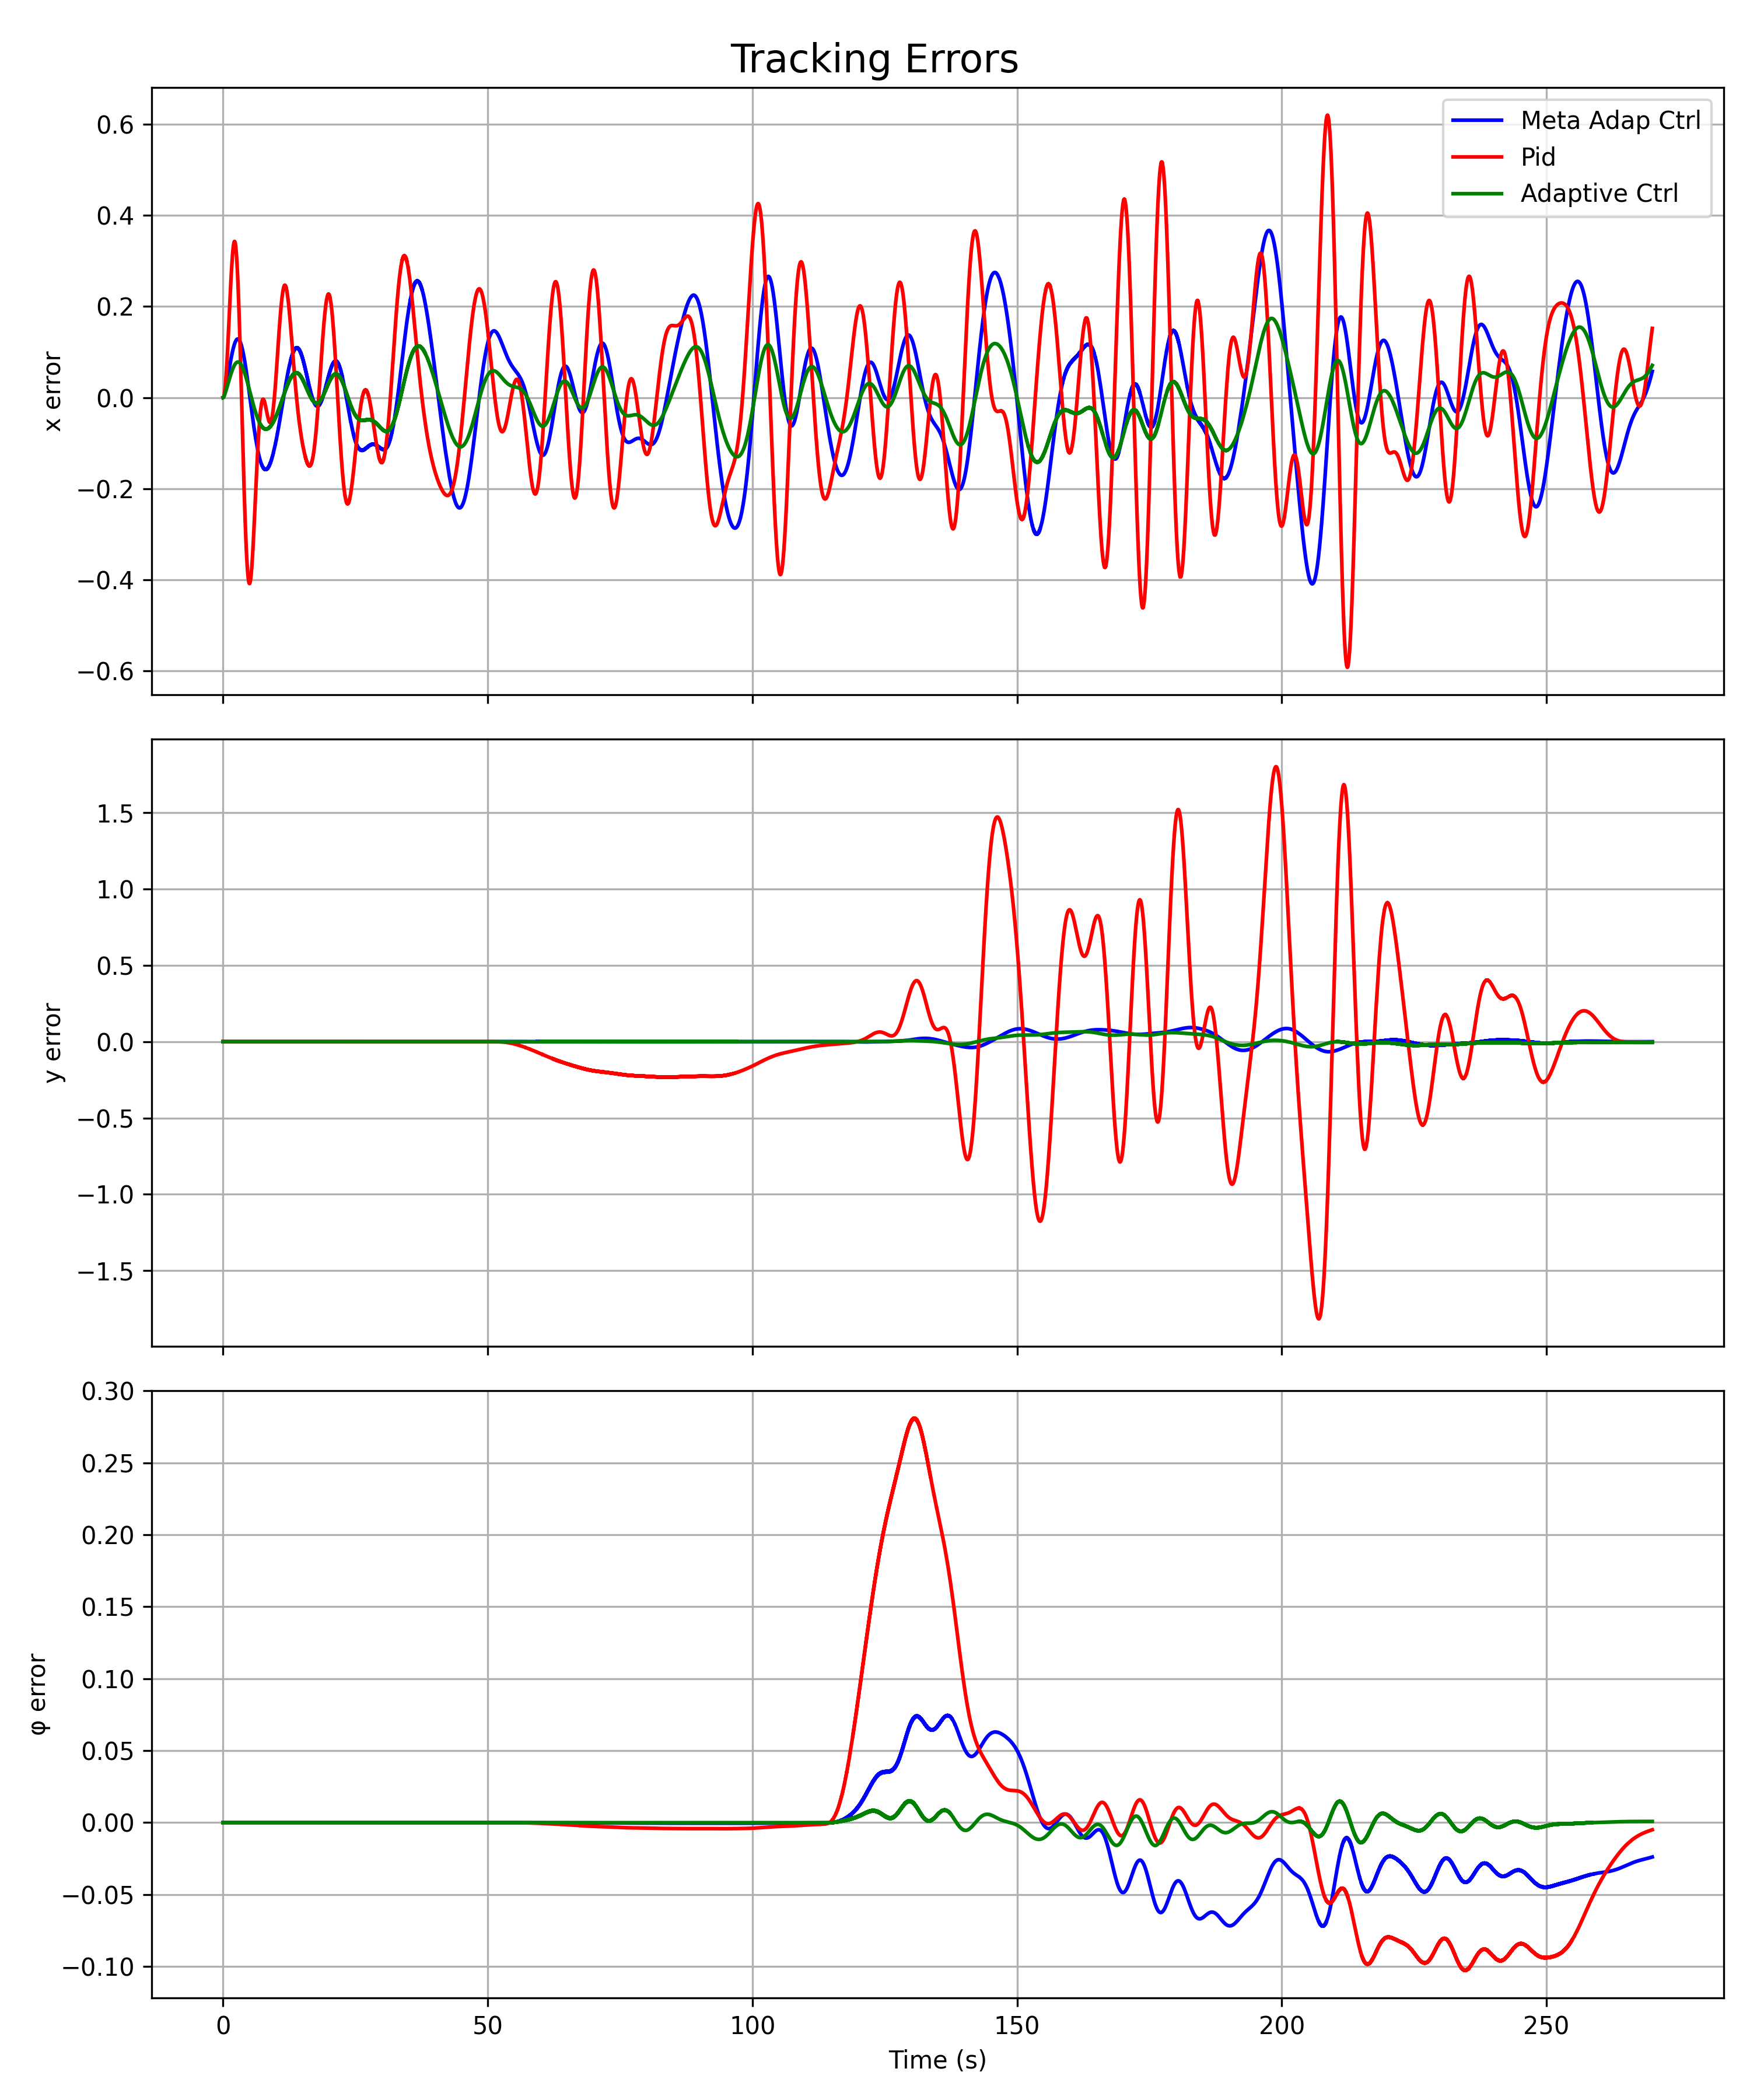 Tracking Errors
Meta Adap Ctrl
Pid
Adaptive Ctrl
0.6
0.4
0.2
0.0
−0.2
−0.4
−0.6
x error
1.5
1.0
0.5
0.0
−0.5
−1.0
−1.5
y error
0.30
0.25
0.20
0.15
0.10
0.05
0.00
−0.05
−0.10
φ error
0 50 100 150 200 250
Time (s)